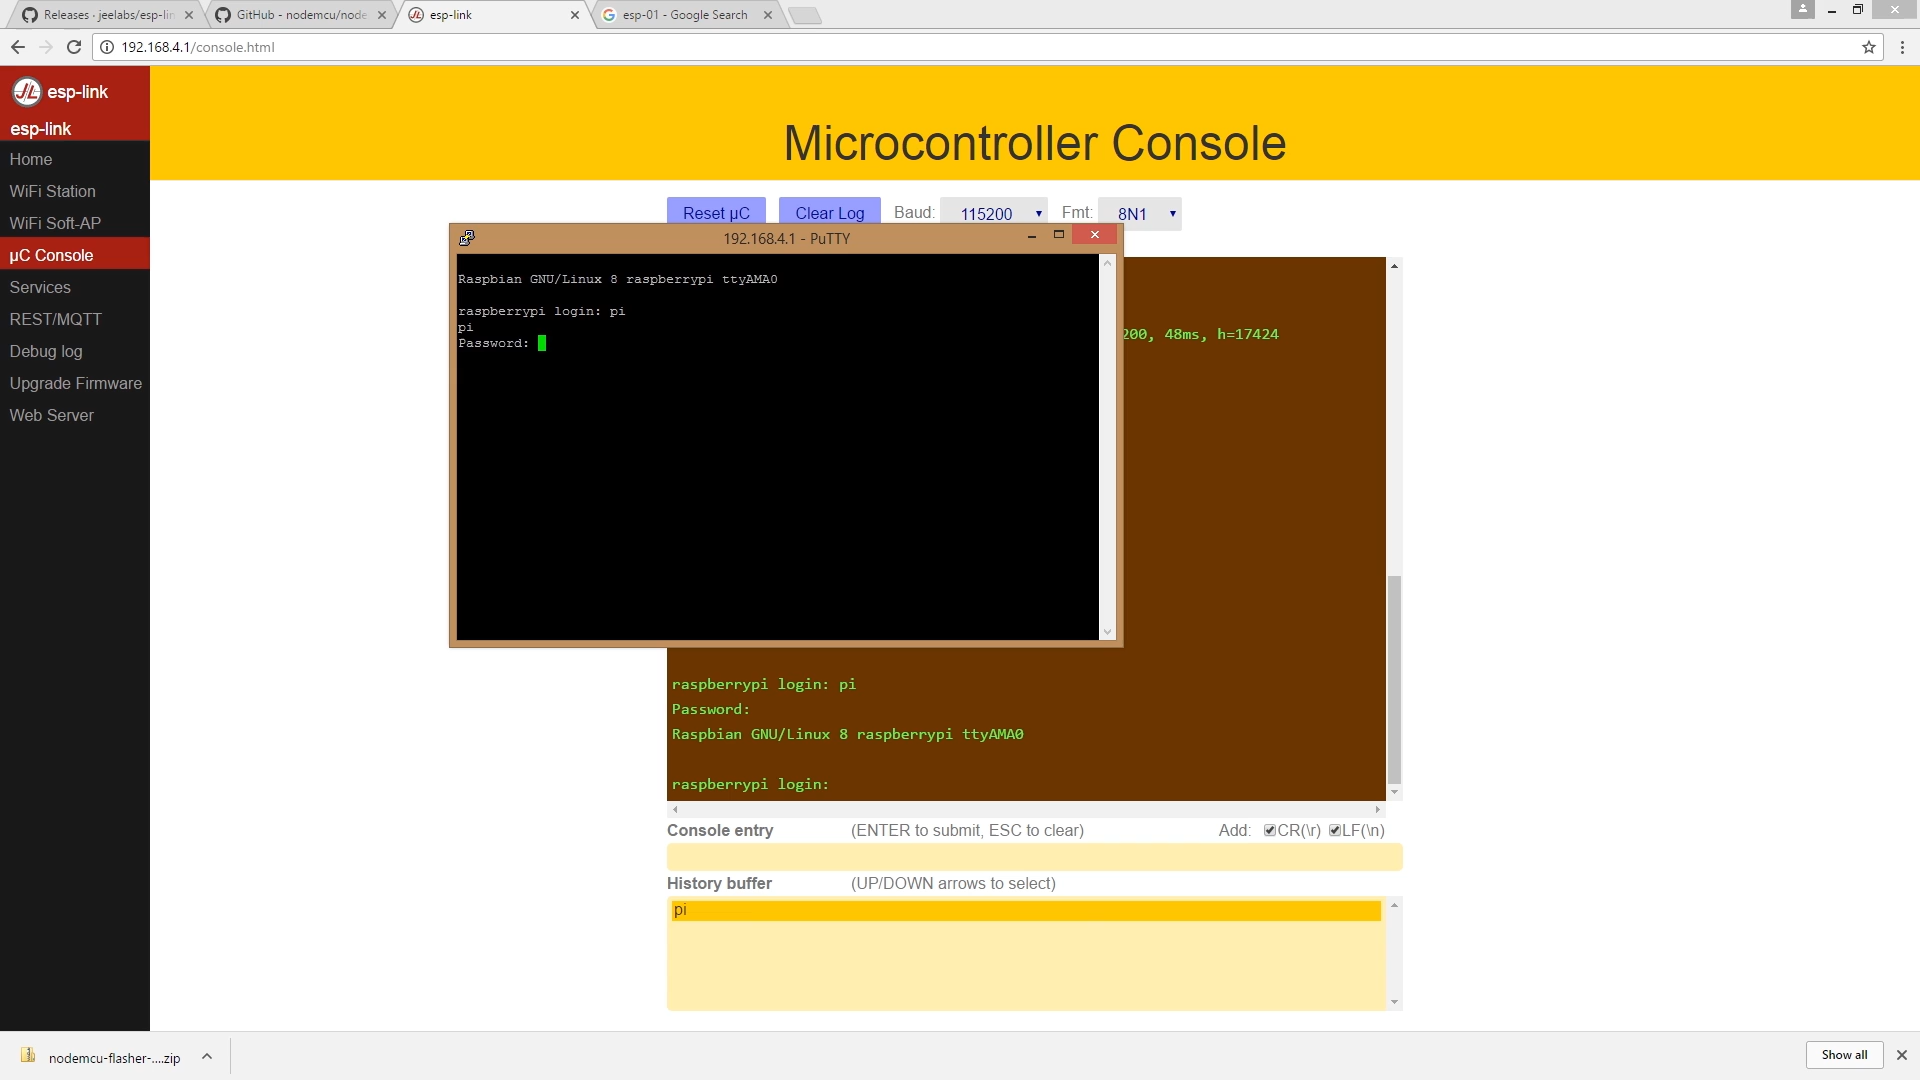 Releases · jeelabs/esp-lin
GitHub - nodemcu/node
esp-link
esp-01 - Google Search
192.168.4.1/console.html
JL esp-link
esp-link
Home
WiFi Station
WiFi Soft-AP
µC Console
Services
REST/MQTT
Debug log
Upgrade Firmware
Web Server
Microcontroller Console
Reset µC Clear Log Baud: 115200 Fmt: 8N1
192.168.4.1 - PuTTY
Raspbian GNU/Linux 8 raspberrypi ttyAMA0
raspberrypi login: pi
pi
Password:
200, 48ms, h=17424
raspberrypi login: pi
Password:
Raspbian GNU/Linux 8 raspberrypi ttyAMA0
raspberrypi login:
Console entry (ENTER to submit, ESC to clear) Add: CR(\r) LF(\n)
History buffer (UP/DOWN arrows to select)
pi
nodemcu-flasher-....zip
Show all